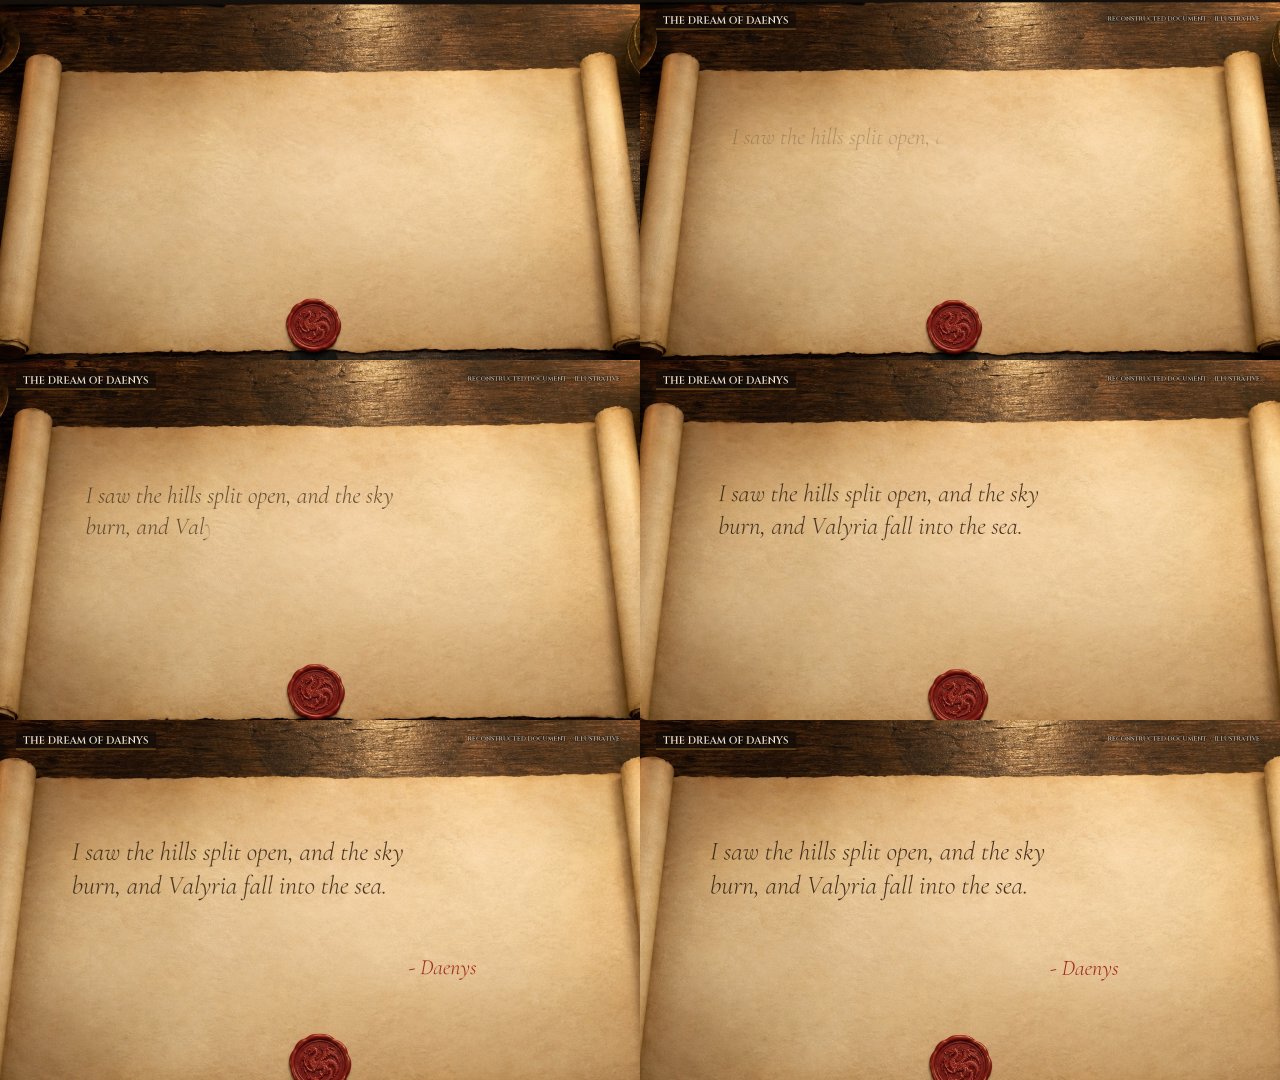 THE DREAM OF DAENYS
RECONSTRUCTED DOCUMENT ILLUSTRATIVE
I saw the hills split open,
THE DREAM OF DAENYS
RECONSTRUCTED DOCUMENT ILLUSTRATIVE
I saw the hills split open, and the sky
burn, and Valy
THE DREAM OF DAENYS
RECONSTRUCTED DOCUMENT ILLUSTRATIVE
I saw the hills split open, and the sky
burn, and Valyria fall into the sea.
THE DREAM OF DAENYS
RECONSTRUCTED DOCUMENT ILLUSTRATIVE
I saw the hills split open, and the sky
burn, and Valyria fall into the sea.
- Daenys
THE DREAM OF DAENYS
RECONSTRUCTED DOCUMENT ILLUSTRATIVE
I saw the hills split open, and the sky
burn, and Valyria fall into the sea.
- Daenys